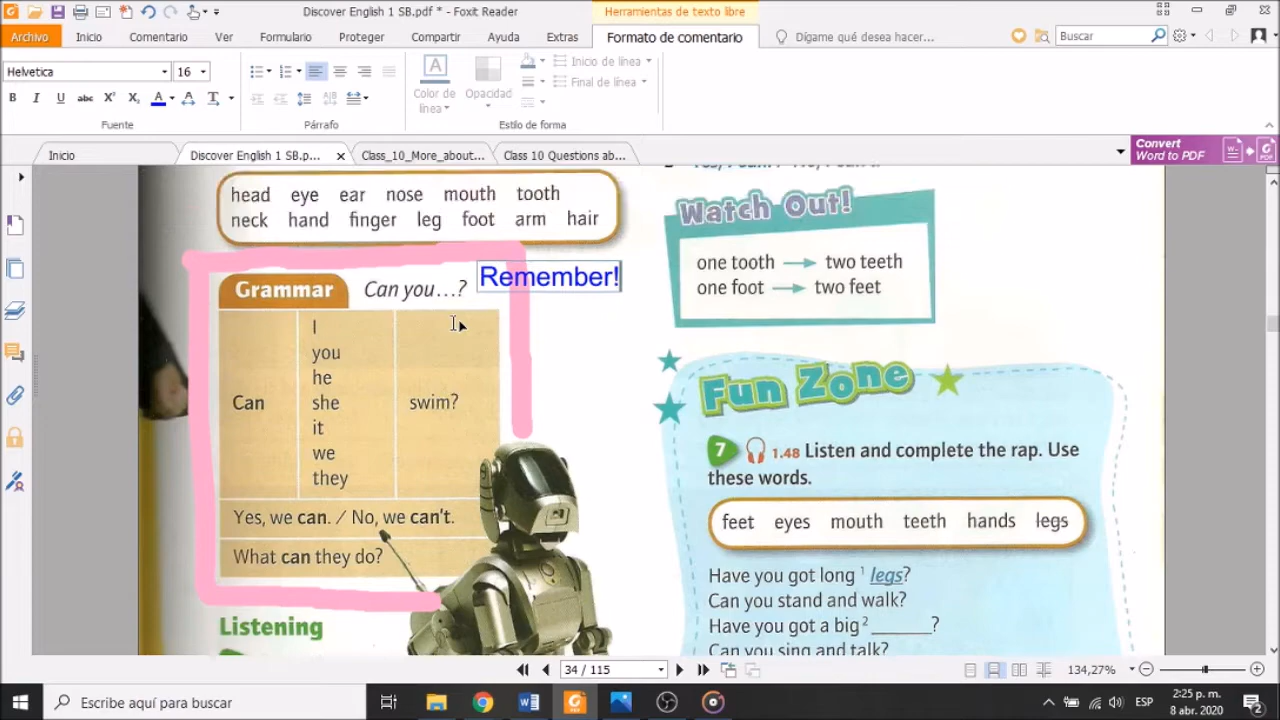 Discover English 1 SB.pdf * - Foxit Reader
Herramientas de texto libre
Archivo
Inicio
Comentario
Ver
Formulario
Proteger
Compartir
Ayuda
Extras
Formato de comentario
Dígame qué desea hacer...
Buscar
Helvetica
16
Color de línea
Opacidad
Inicio de línea
Final de línea
Fuente
Párrafo
Estilo de forma
Inicio
Discover English 1 SB.p...
Class_10_More_about...
Class 10 Questions ab...
Convert
Word to PDF
head eye ear nose mouth tooth
neck hand finger leg foot arm hair
Grammar Can you...?
Remember!
I
you
he
Can she swim?
it
we
they
Yes, we can. / No, we can't.
What can they do?
Listening
Watch Out!
one tooth → two teeth
one foot → two feet
Fun Zone
7 1.48 Listen and complete the rap. Use
these words.
feet eyes mouth teeth hands legs
Have you got long 1 legs?
Can you stand and walk?
Have you got a big 2 ______?
Can you sing and talk?
34 / 115
134,27%
Escribe aquí para buscar
ESP
2:25 p. m.
8 abr. 2020
2